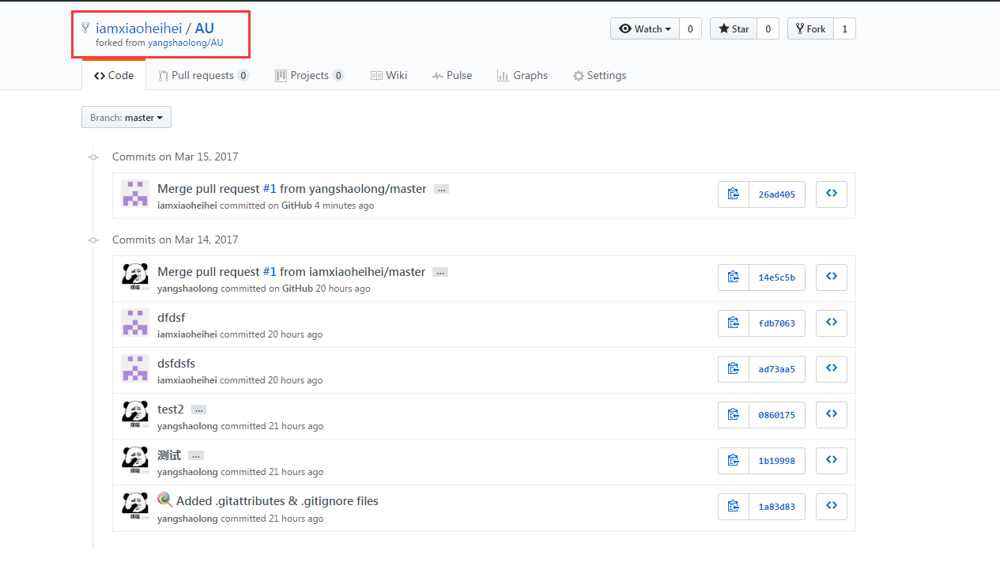 iamxiaoheihei / AU
forked from yangshaolong/AU
Watch 0 Star 0 Fork 1
Code Pull requests 0 Projects 0 Wiki Pulse Graphs Settings
Branch: master
Commits on Mar 15, 2017
Merge pull request #1 from yangshaolong/master …
26ad405
iamxiaoheihei committed on GitHub 4 minutes ago
Commits on Mar 14, 2017
Merge pull request #1 from iamxiaoheihei/master …
14e5c5b
yangshaolong committed on GitHub 20 hours ago
dfdsf
fdb7063
iamxiaoheihei committed 20 hours ago
dsfdsfs
ad73aa5
iamxiaoheihei committed 20 hours ago
test2 …
0860175
yangshaolong committed 21 hours ago
测试 …
1b19998
yangshaolong committed 21 hours ago
🍭 Added .gitattributes & .gitignore files
1a83d83
yangshaolong committed 21 hours ago